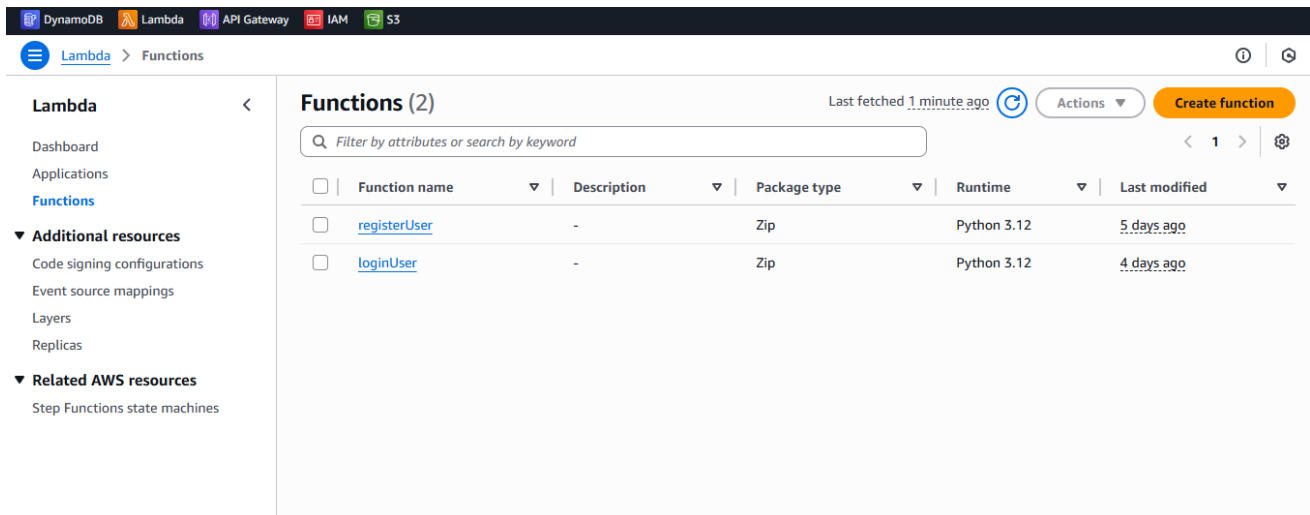 DynamoDB Lambda API Gateway IAM S3
Lambda > Functions
Lambda
Dashboard
Applications
Functions
Additional resources
Code signing configurations
Event source mappings
Layers
Replicas
Related AWS resources
Step Functions state machines
Functions (2)
Last fetched 1 minute ago
Actions
Create function
Filter by attributes or search by keyword
1
Function name Description Package type Runtime Last modified
registerUser - Zip Python 3.12 5 days ago
loginUser - Zip Python 3.12 4 days ago